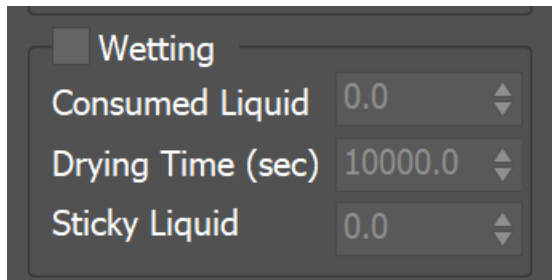 Wetting
Consumed Liquid 0.0
Drying Time (sec) 10000.0
Sticky Liquid 0.0